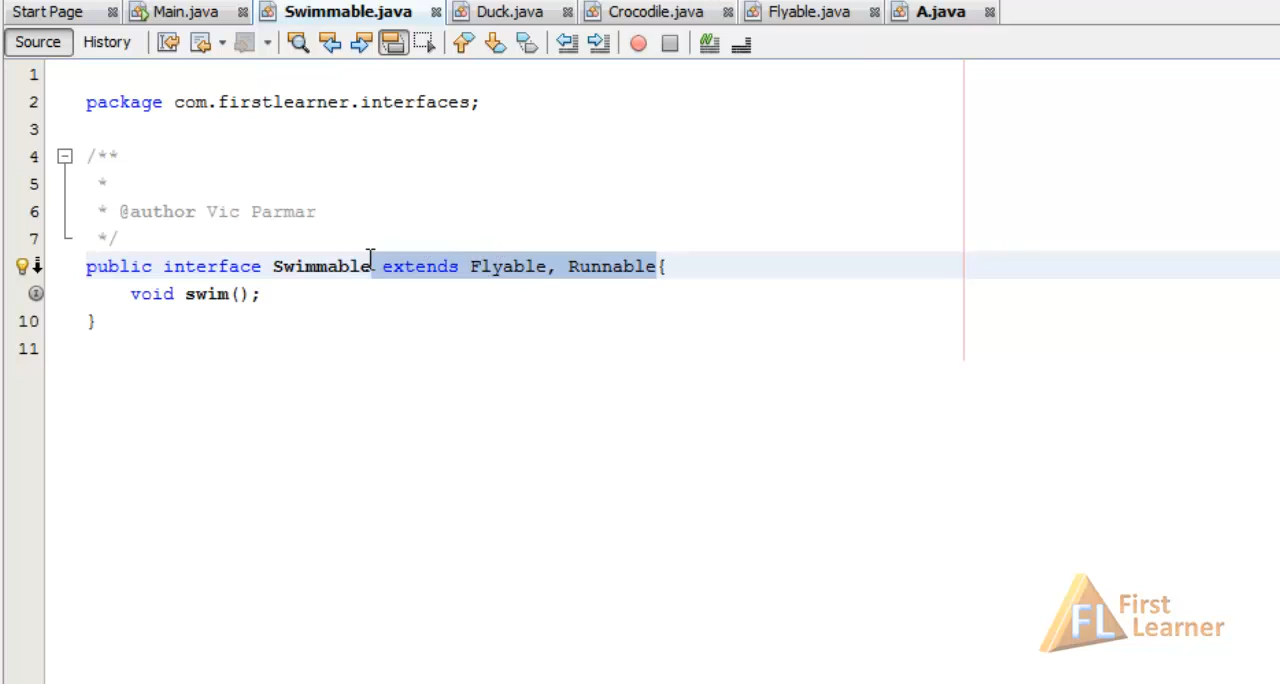 Start Page Main.java Swimmable.java Duck.java Crocodile.java Flyable.java A.java
Source History
1
2 package com.firstlearner.interfaces;
3
4 /**
5 *
6 * @author Vic Parmar
7 */
public interface Swimmable extends Flyable, Runnable{
void swim();
10 }
11
FL First
Learner